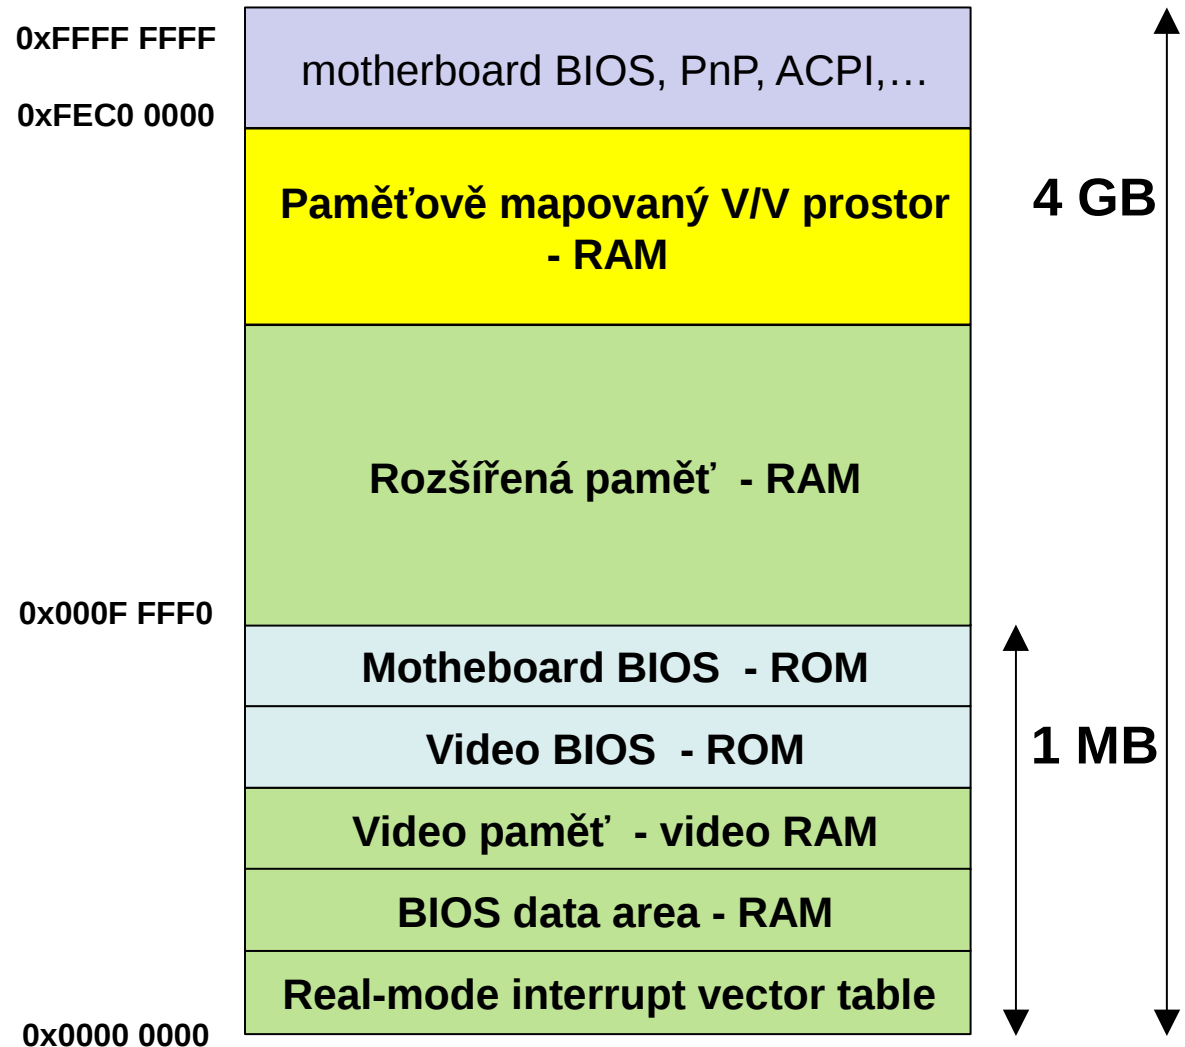 0xFFFF FFFF
motherboard BIOS, PnP, ACPI,…
0xFEC0 0000
Paměťově mapovaný V/V prostor
- RAM
4 GB
Rozšířená paměť - RAM
0x000F FFF0
Motheboard BIOS - ROM
Video BIOS - ROM
1 MB
Video paměť - video RAM
BIOS data area - RAM
Real-mode interrupt vector table
0x0000 0000